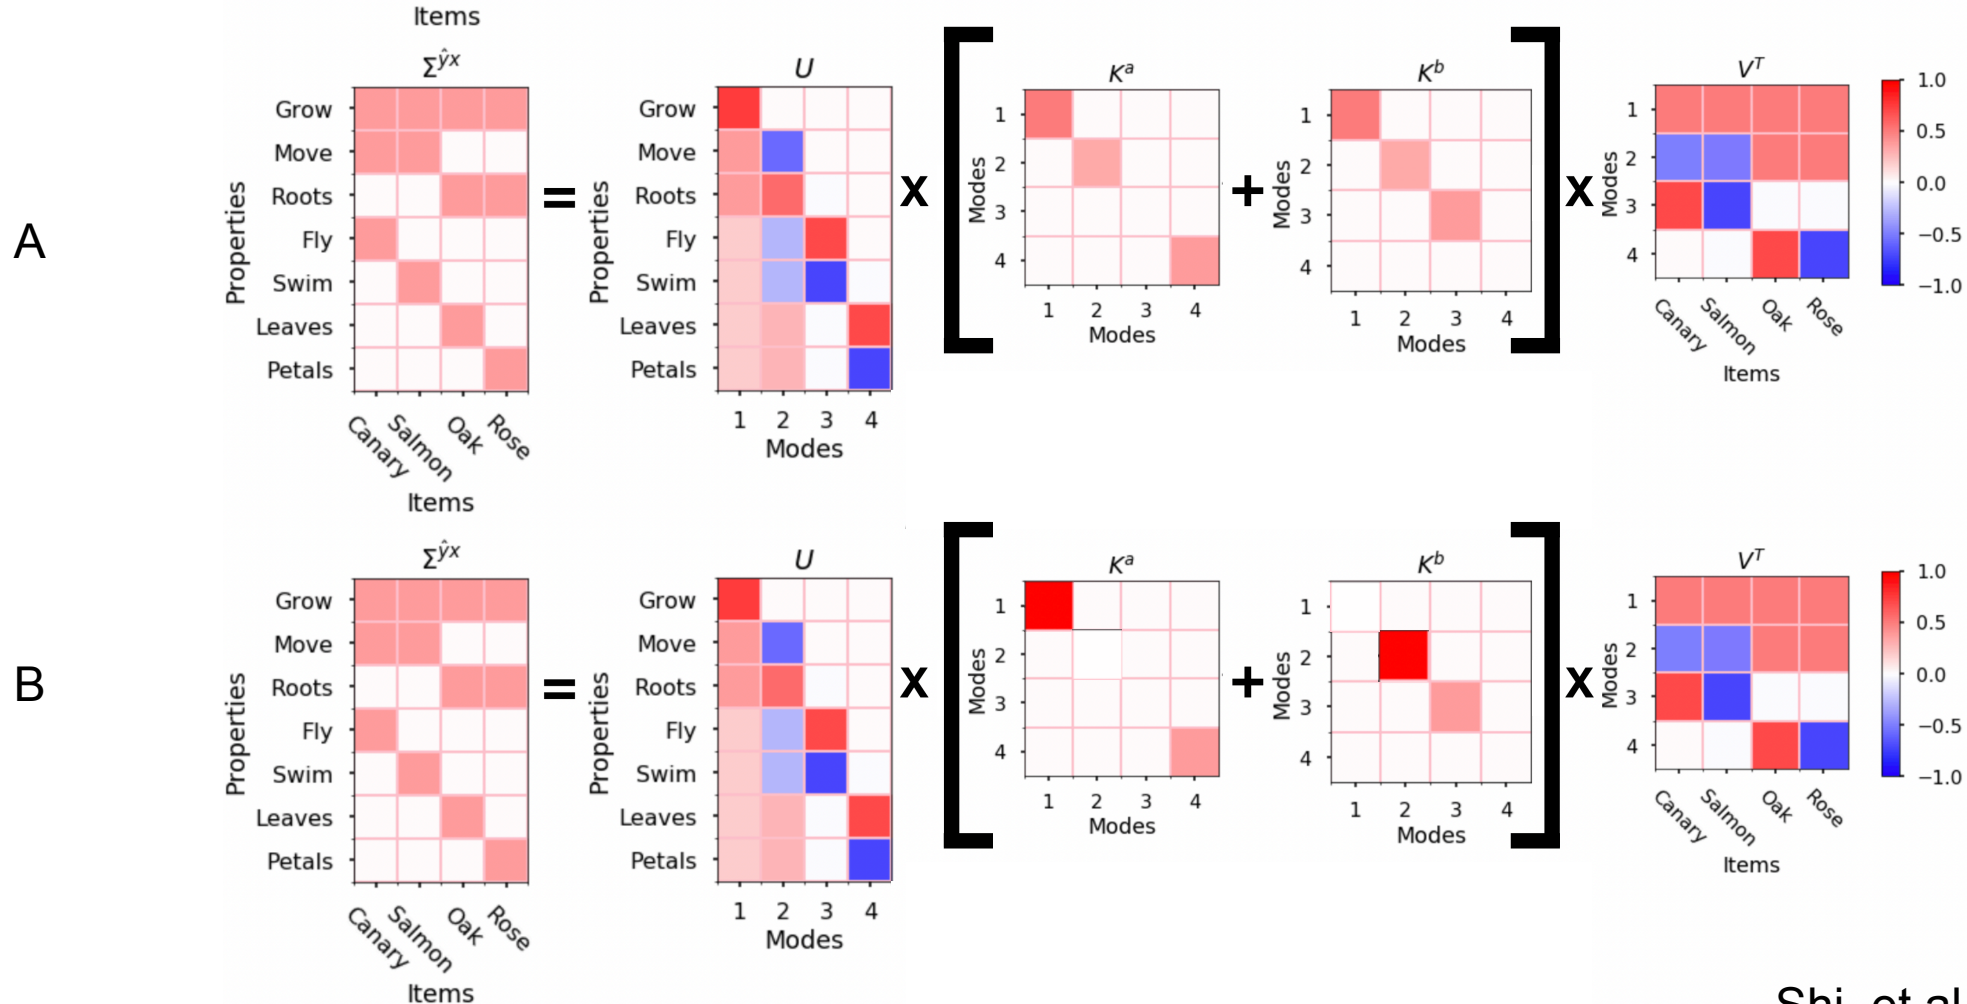 Items
Σ^ŷx
U
K^a
K^b
V^T
A
Properties
Grow
Move
Roots
Fly
Swim
Leaves
Petals
Canary
Salmon
Oak
Rose
Items
=
Properties
Grow
Move
Roots
Fly
Swim
Leaves
Petals
1 2 3 4
Modes
x
[
Modes
1
2
3
4
1 2 3 4
Modes
+
Modes
1
2
3
4
1 2 3 4
Modes
]
x
Modes
1
2
3
4
Canary
Salmon
Oak
Rose
Items
1.0
0.5
0.0
−0.5
−1.0
Σ^ŷx
U
K^a
K^b
V^T
B
Properties
Grow
Move
Roots
Fly
Swim
Leaves
Petals
Canary
Salmon
Oak
Rose
Items
=
Properties
Grow
Move
Roots
Fly
Swim
Leaves
Petals
1 2 3 4
Modes
x
[
Modes
1
2
3
4
1 2 3 4
Modes
+
Modes
1
2
3
4
1 2 3 4
Modes
]
x
Modes
1
2
3
4
Canary
Salmon
Oak
Rose
Items
1.0
0.5
0.0
−0.5
−1.0
Shi, et al